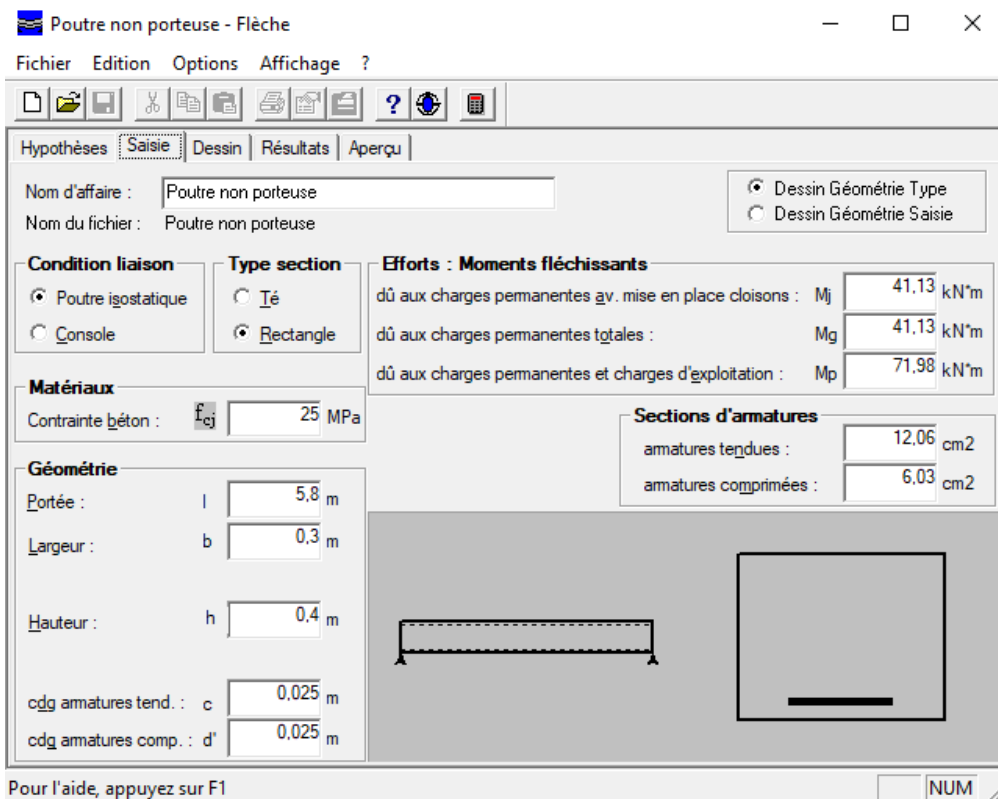 Poutre non porteuse - Flèche
Fichier Edition Options Affichage ?
Hypothèses Saisie Dessin Résultats Aperçu
Nom d'affaire : Poutre non porteuse
Nom du fichier : Poutre non porteuse
Dessin Géométrie Type
Dessin Géométrie Saisie
Condition liaison
Poutre isostatique
Console
Type section
Té
Rectangle
Efforts : Moments fléchissants
dû aux charges permanentes av. mise en place cloisons : Mj 41,13 kN*m
dû aux charges permanentes totales : Mg 41,13 kN*m
dû aux charges permanentes et charges d'exploitation : Mp 71,98 kN*m
Matériaux
Contrainte béton : fcj 25 MPa
Sections d'armatures
armatures tendues : 12,06 cm2
armatures comprimées : 6,03 cm2
Géométrie
Portée : l 5,8 m
Largeur : b 0,3 m
Hauteur : h 0,4 m
cdg armatures tend. : c 0,025 m
cdg armatures comp. : d' 0,025 m
Pour l'aide, appuyez sur F1
NUM